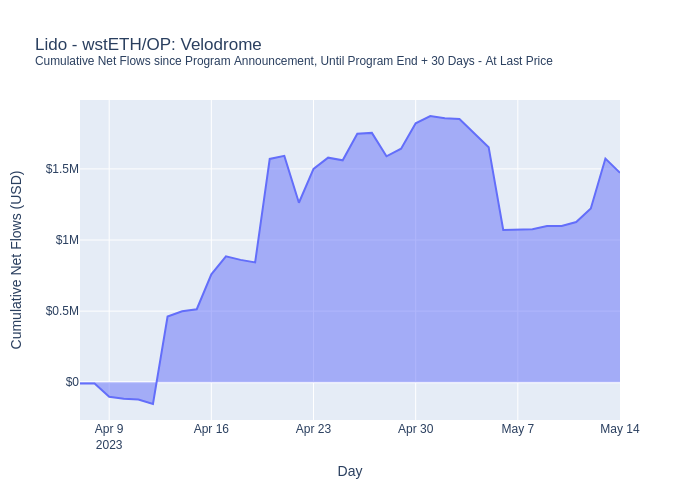 Lido - wstETH/OP: Velodrome
Cumulative Net Flows since Program Announcement, Until Program End + 30 Days - At Last Price
Cumulative Net Flows (USD)
$1.5M
$1M
$0.5M
$0
Apr 9
2023
Apr 16
Apr 23
Apr 30
May 7
May 14
Day